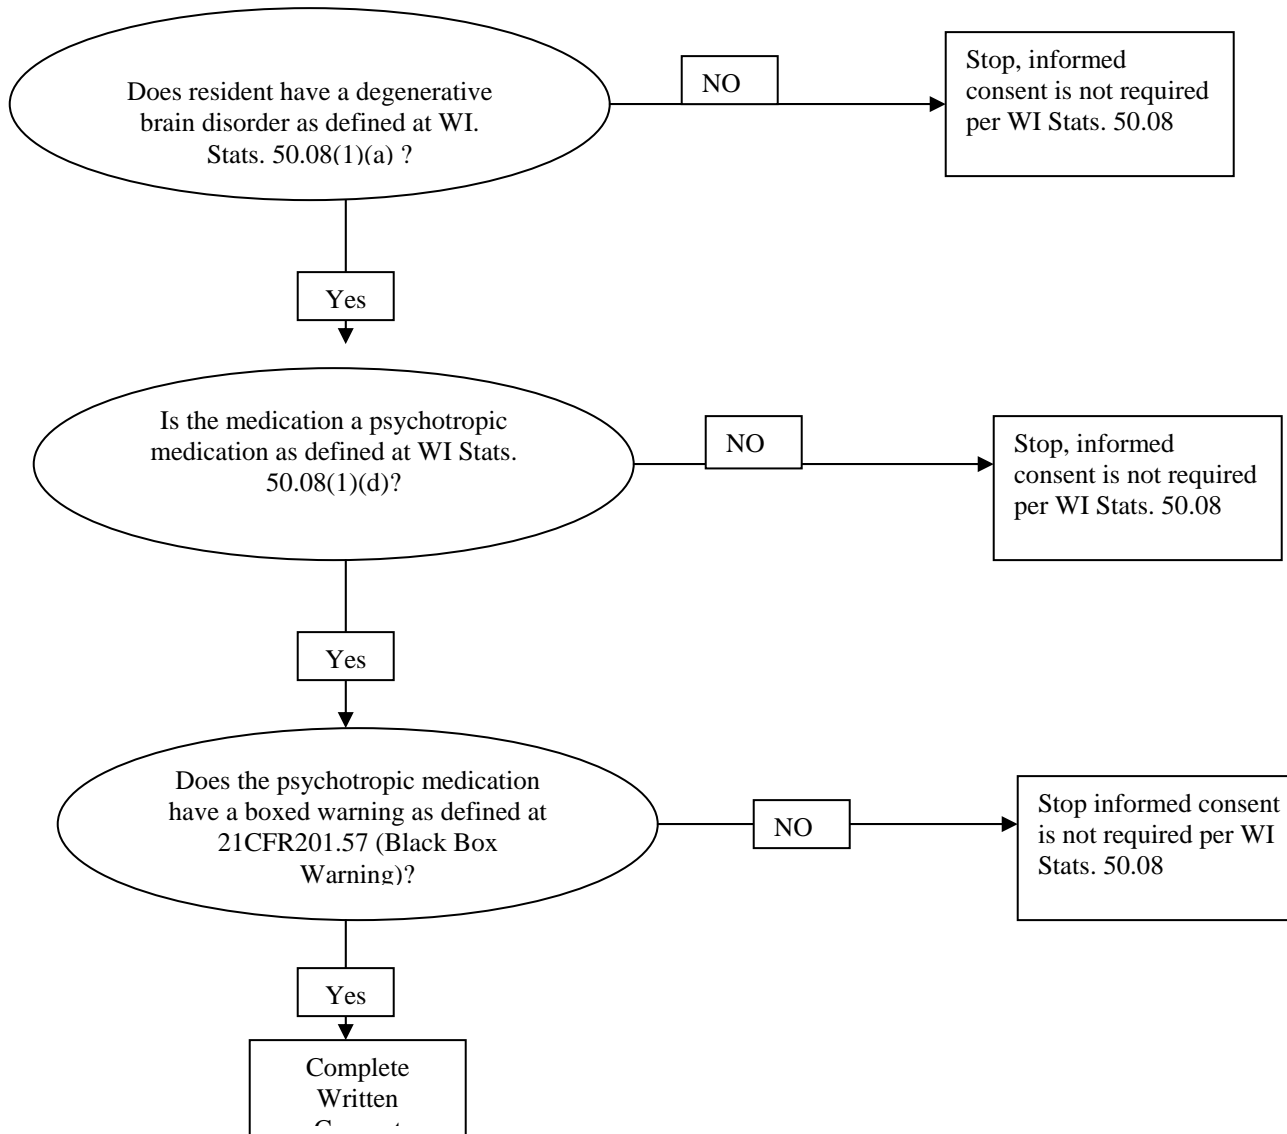 Does resident have a degenerative
brain disorder as defined at WI.
Stats. 50.08(1)(a) ?
NO
Stop, informed
consent is not required
per WI Stats. 50.08
Yes
Is the medication a psychotropic
medication as defined at WI Stats.
50.08(1)(d)?
NO
Stop, informed
consent is not required
per WI Stats. 50.08
Yes
Does the psychotropic medication
have a boxed warning as defined at
21CFR201.57 (Black Box
Warning)?
NO
Stop informed consent
is not required per WI
Stats. 50.08
Yes
Complete
Written